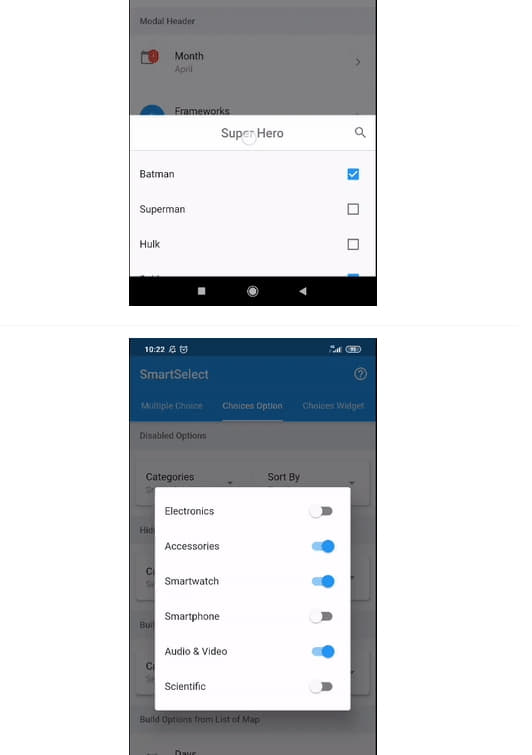 Modal Header
Month
April
Frameworks
Super Hero
Batman
Superman
Hulk
10:22
SmartSelect
Multiple Choice Choices Option Choices Widget
Disabled Options
Categories Sort By
Electronics
Accessories
Smartwatch
Smartphone
Audio & Video
Scientific
Build Options from List of Map
Days